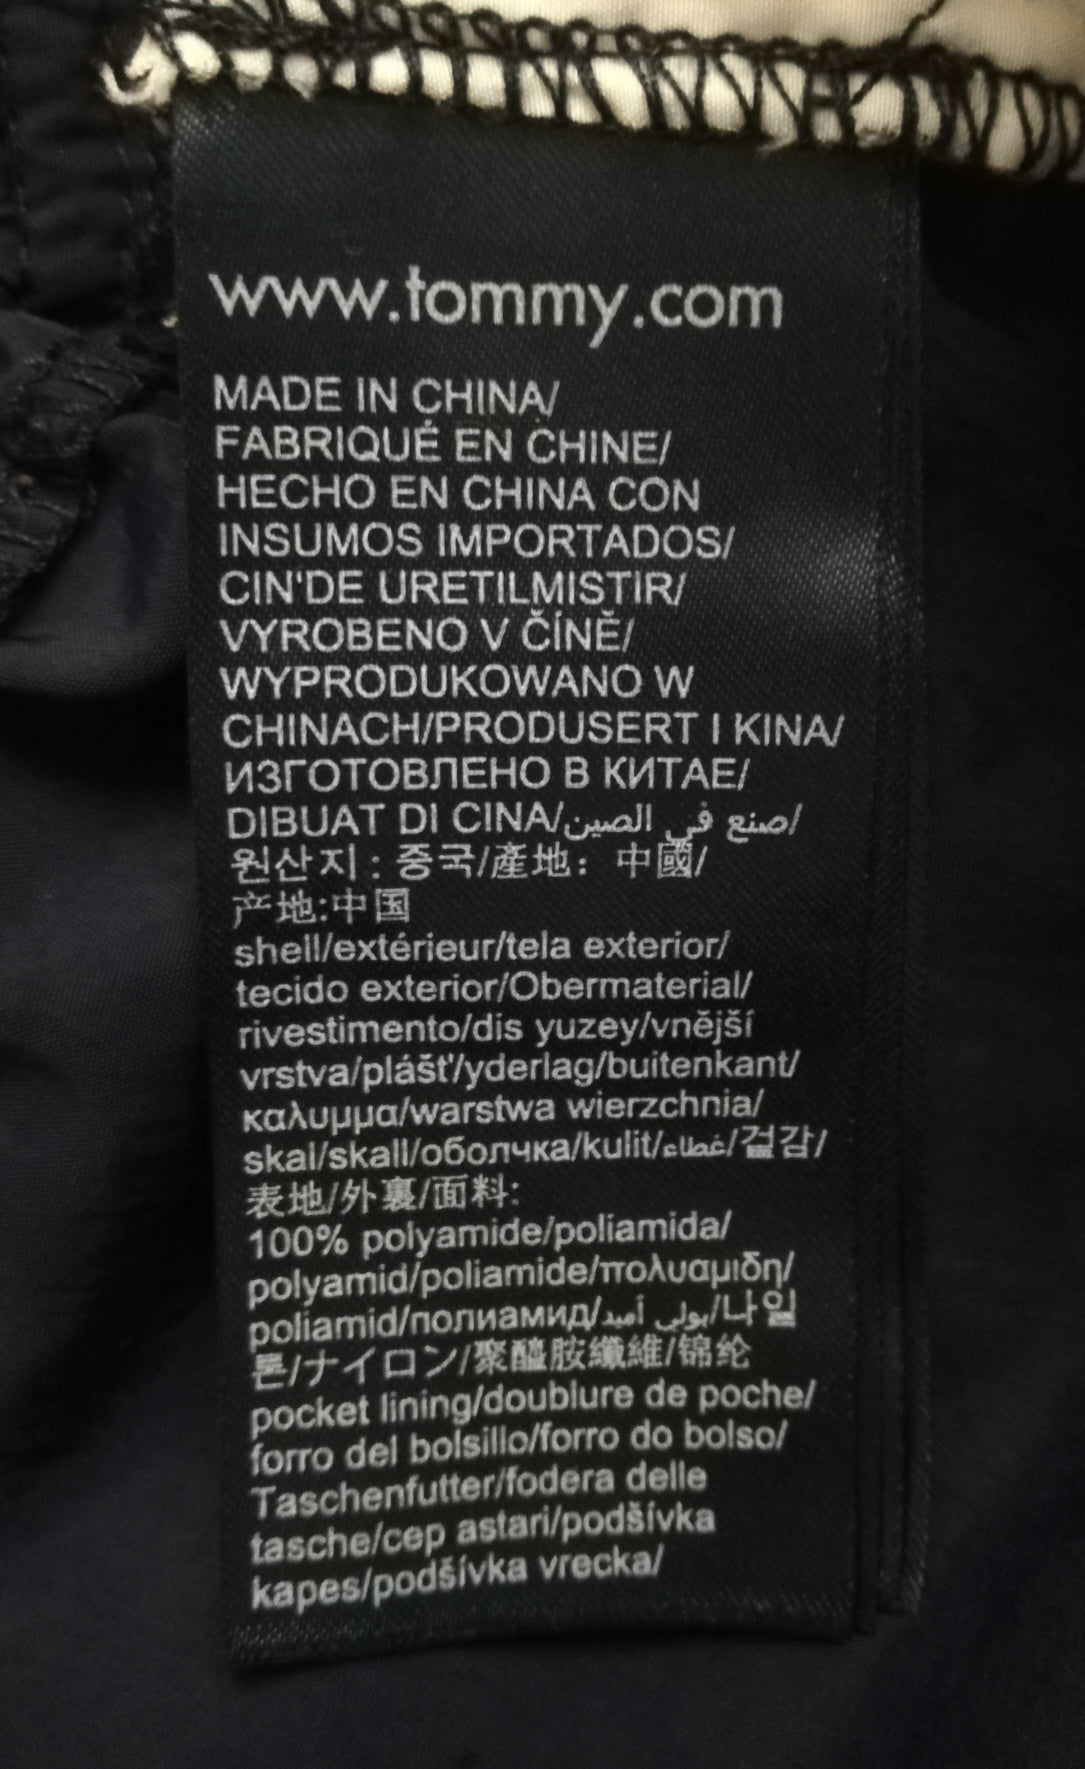 www.tommy.com
MADE IN CHINA/
FABRIQUÉ EN CHINE/
HECHO EN CHINA CON
INSUMOS IMPORTADOS/
CIN'DE URETILMISTIR/
VYROBENO V ČÍNĚ/
WYPRODUKOWANO W
CHINACH/PRODUSERT I KINA/
ИЗГОТОВЛЕНО В КИТАЕ/
DIBUAT DI CINA/صنع في الصين/
원산지 : 중국/產地: 中國/
产地:中国
shell/extérieur/tela exterior/
tecido exterior/Obermaterial/
rivestimento/dis yuzey/vnější
vrstva/plášt'/yderlag/buitenkant/
καλυμμα/warstwa wierzchnia/
skal/skall/оболчка/kulit/غطاء/겉감/
表地/外裏/面料:
100% polyamide/poliamida/
polyamid/poliamide/πολυαμιδη/
poliamid/полиамид/بولي أميد/나일
론/ナイロン/聚醯胺纖維/锦纶
pocket lining/doublure de poche/
forro del bolsillo/forro do bolso/
Taschenfutter/fodera delle
tasche/cep astari/podšívka
kapes/podšívka vrecka/